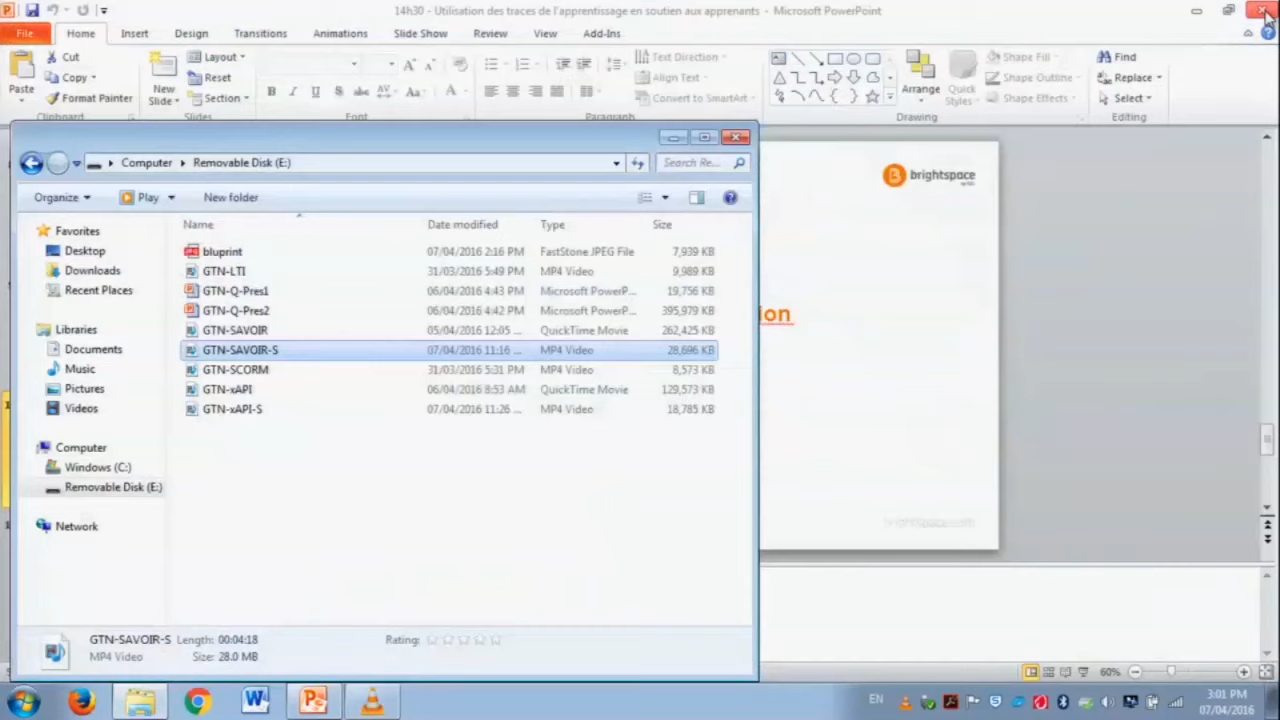 14h30 - Utilisation des traces de l'apprentissage en soutien aux apprenants - Microsoft PowerPoint
File Home Insert Design Transitions Animations Slide Show Review View Add-Ins
Paste
Cut
Copy
Format Painter
Clipboard
New Slide
Layout
Reset
Section
Slides
Font
Text Direction
Align Text
Convert to SmartArt
Paragraph
Arrange
Quick Styles
Shape Fill
Shape Outline
Shape Effects
Drawing
Find
Replace
Select
Editing
Computer Removable Disk (E:)
Search Re...
Organize Play New folder
Name Date modified Type Size
bluprint 07/04/2016 2:16 PM FastStone JPEG File 7,939 KB
GTN-LTI 31/03/2016 5:49 PM MP4 Video 9,989 KB
GTN-Q-Pres1 06/04/2016 4:43 PM Microsoft PowerP... 19,756 KB
GTN-Q-Pres2 06/04/2016 4:42 PM Microsoft PowerP... 395,979 KB
GTN-SAVOIR 05/04/2016 12:05 ... QuickTime Movie 262,425 KB
GTN-SAVOIR-S 07/04/2016 11:16 ... MP4 Video 28,696 KB
GTN-SCORM 31/03/2016 5:31 PM MP4 Video 8,573 KB
GTN-xAPI 06/04/2016 8:53 AM QuickTime Movie 129,573 KB
GTN-xAPI-S 07/04/2016 11:26 ... MP4 Video 18,785 KB
Favorites
Desktop
Downloads
Recent Places
Libraries
Documents
Music
Pictures
Videos
Computer
Windows (C:)
Removable Disk (E:)
Network
brightspace
ion
brightspace.com
GTN-SAVOIR-S Length: 00:04:18 Rating:
MP4 Video Size: 28.0 MB
60%
EN
3:01 PM
07/04/2016